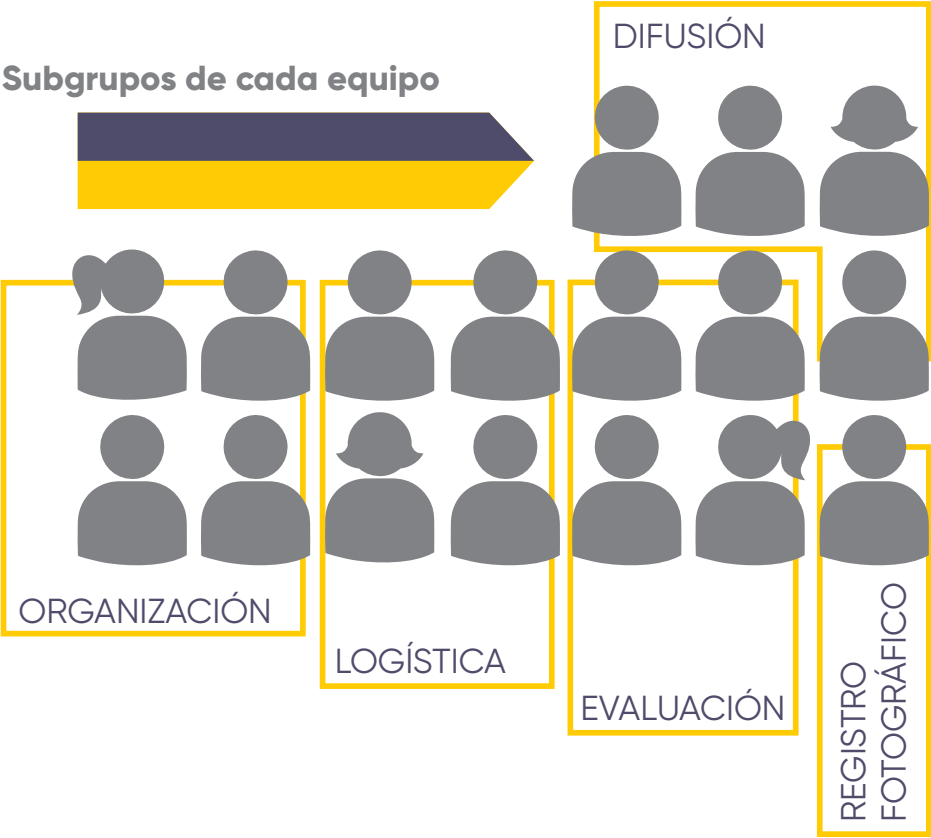 DIFUSIÓN
Subgrupos de cada equipo
ORGANIZACIÓN
LOGÍSTICA
EVALUACIÓN
REGISTRO
FOTOGRÁFICO